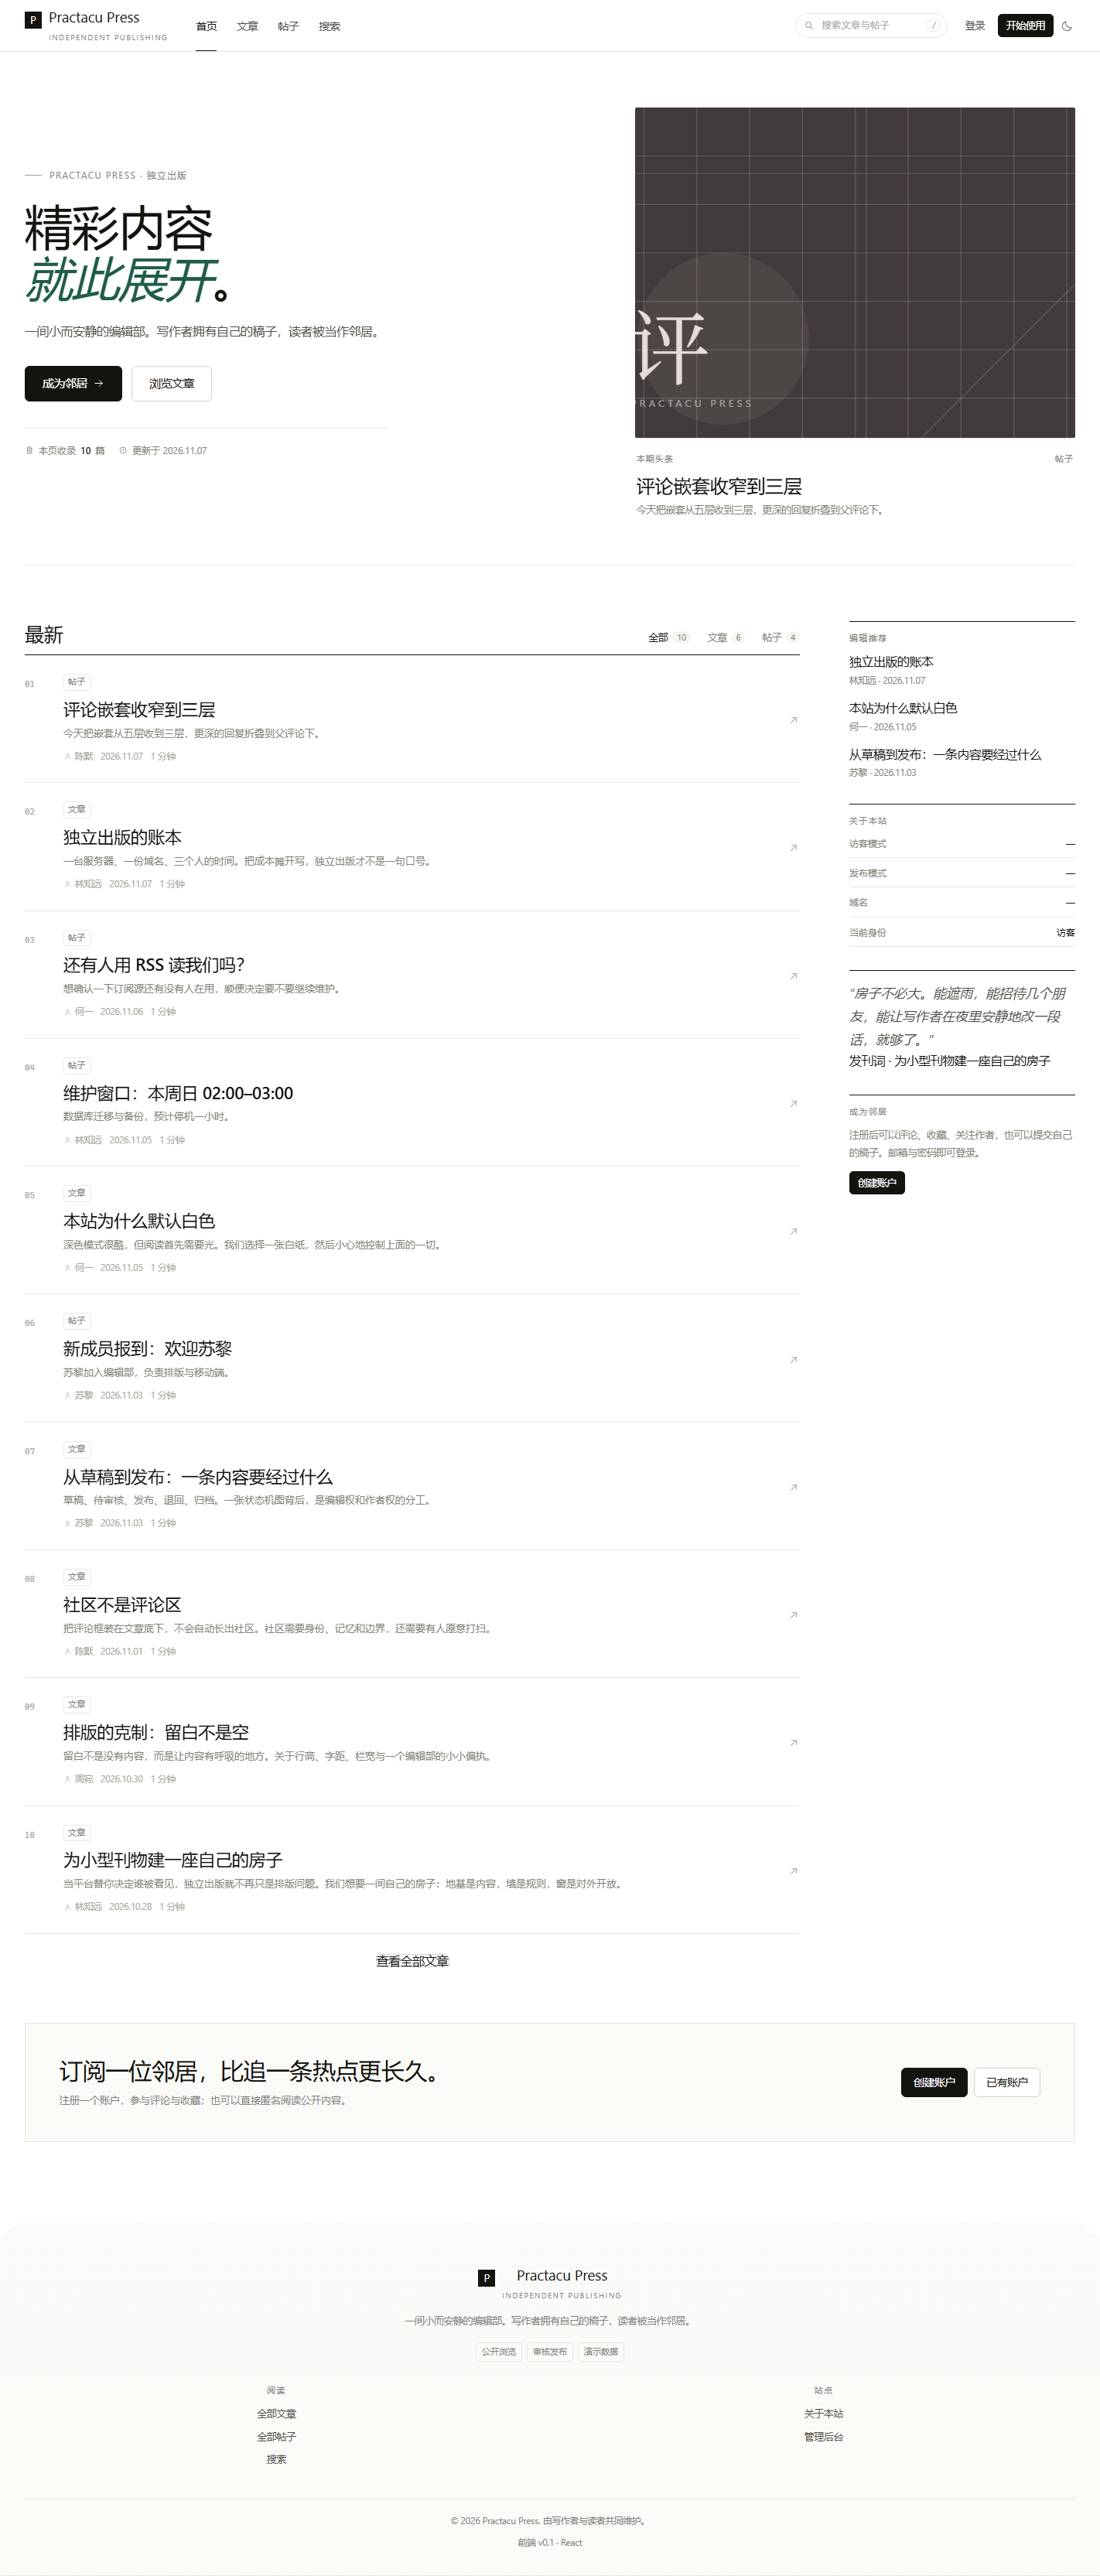 P Practacu Press
INDEPENDENT PUBLISHING
首页 文章 帖子 搜索
搜索文章与帖子 /
登录 开始使用
PRACTACU PRESS · 独立出版
精彩内容
就此展开。
一间小而安静的编辑部。写作者拥有自己的稿子，读者被当作邻居。
成为邻居 → 浏览文章
本页收录 10 篇 更新于 2026.11.07
评
PRACTACU PRESS
本期头条 帖子
评论嵌套收窄到三层
今天把嵌套从五层收到三层，更深的回复折叠到父评论下。
最新 全部 10 文章 6 帖子 4
01 帖子
评论嵌套收窄到三层
今天把嵌套从五层收到三层，更深的回复折叠到父评论下。
陈默 2026.11.07 1 分钟
02 文章
独立出版的账本
一台服务器、一份域名、三个人的时间。把成本摊开写，独立出版才不是一句口号。
林知远 2026.11.07 1 分钟
03 帖子
还有人用 RSS 读我们吗？
想确认一下订阅源还有没有人在用，顺便决定要不要继续维护。
何一 2026.11.06 1 分钟
04 帖子
维护窗口：本周日 02:00–03:00
数据库迁移与备份，预计停机一小时。
林知远 2026.11.05 1 分钟
05 文章
本站为什么默认白色
深色模式很酷，但阅读首先需要光。我们选择一张白纸，然后小心地控制上面的一切。
何一 2026.11.05 1 分钟
06 帖子
新成员报到：欢迎苏黎
苏黎加入编辑部，负责排版与移动端。
苏黎 2026.11.03 1 分钟
07 文章
从草稿到发布：一条内容要经过什么
草稿、待审核、发布、退回、归档。一张状态机图背后，是编辑权和作者权的分工。
苏黎 2026.11.03 1 分钟
08 文章
社区不是评论区
把评论框装在文章底下，不会自动长出社区。社区需要身份、记忆和边界，还需要有人愿意打扫。
陈默 2026.11.01 1 分钟
09 文章
排版的克制：留白不是空
留白不是没有内容，而是让内容有呼吸的地方。关于行高、字距、栏宽与一个编辑部的小小偏执。
周宛 2026.10.30 1 分钟
10 文章
为小型刊物建一座自己的房子
当平台替你决定谁被看见，独立出版就不再只是排版问题。我们想要一间自己的房子：地基是内容，墙是规则，窗是对外开放。
林知远 2026.10.28 1 分钟
查看全部文章
编辑推荐
独立出版的账本
林知远 · 2026.11.07
本站为什么默认白色
何一 · 2026.11.05
从草稿到发布：一条内容要经过什么
苏黎 · 2026.11.03
关于本站
访客模式 —
发布模式 —
域名 —
当前身份 访客
“房子不必大。能遮雨，能招待几个朋
友，能让写作者在夜里安静地改一段
话，就够了。”
发刊词 · 为小型刊物建一座自己的房子
成为邻居
注册后可以评论、收藏、关注作者，也可以提交自己
的稿子。邮箱与密码即可登录。
创建账户
订阅一位邻居，比追一条热点更长久。
注册一个账户，参与评论与收藏；也可以直接匿名阅读公开内容。
创建账户 已有账户
P Practacu Press
INDEPENDENT PUBLISHING
一间小而安静的编辑部。写作者拥有自己的稿子，读者被当作邻居。
公开浏览 审核发布 演示数据
阅读
全部文章
全部帖子
搜索
站点
关于本站
管理后台
© 2026 Practacu Press. 由写作者与读者共同维护。
前端 v0.1 · React